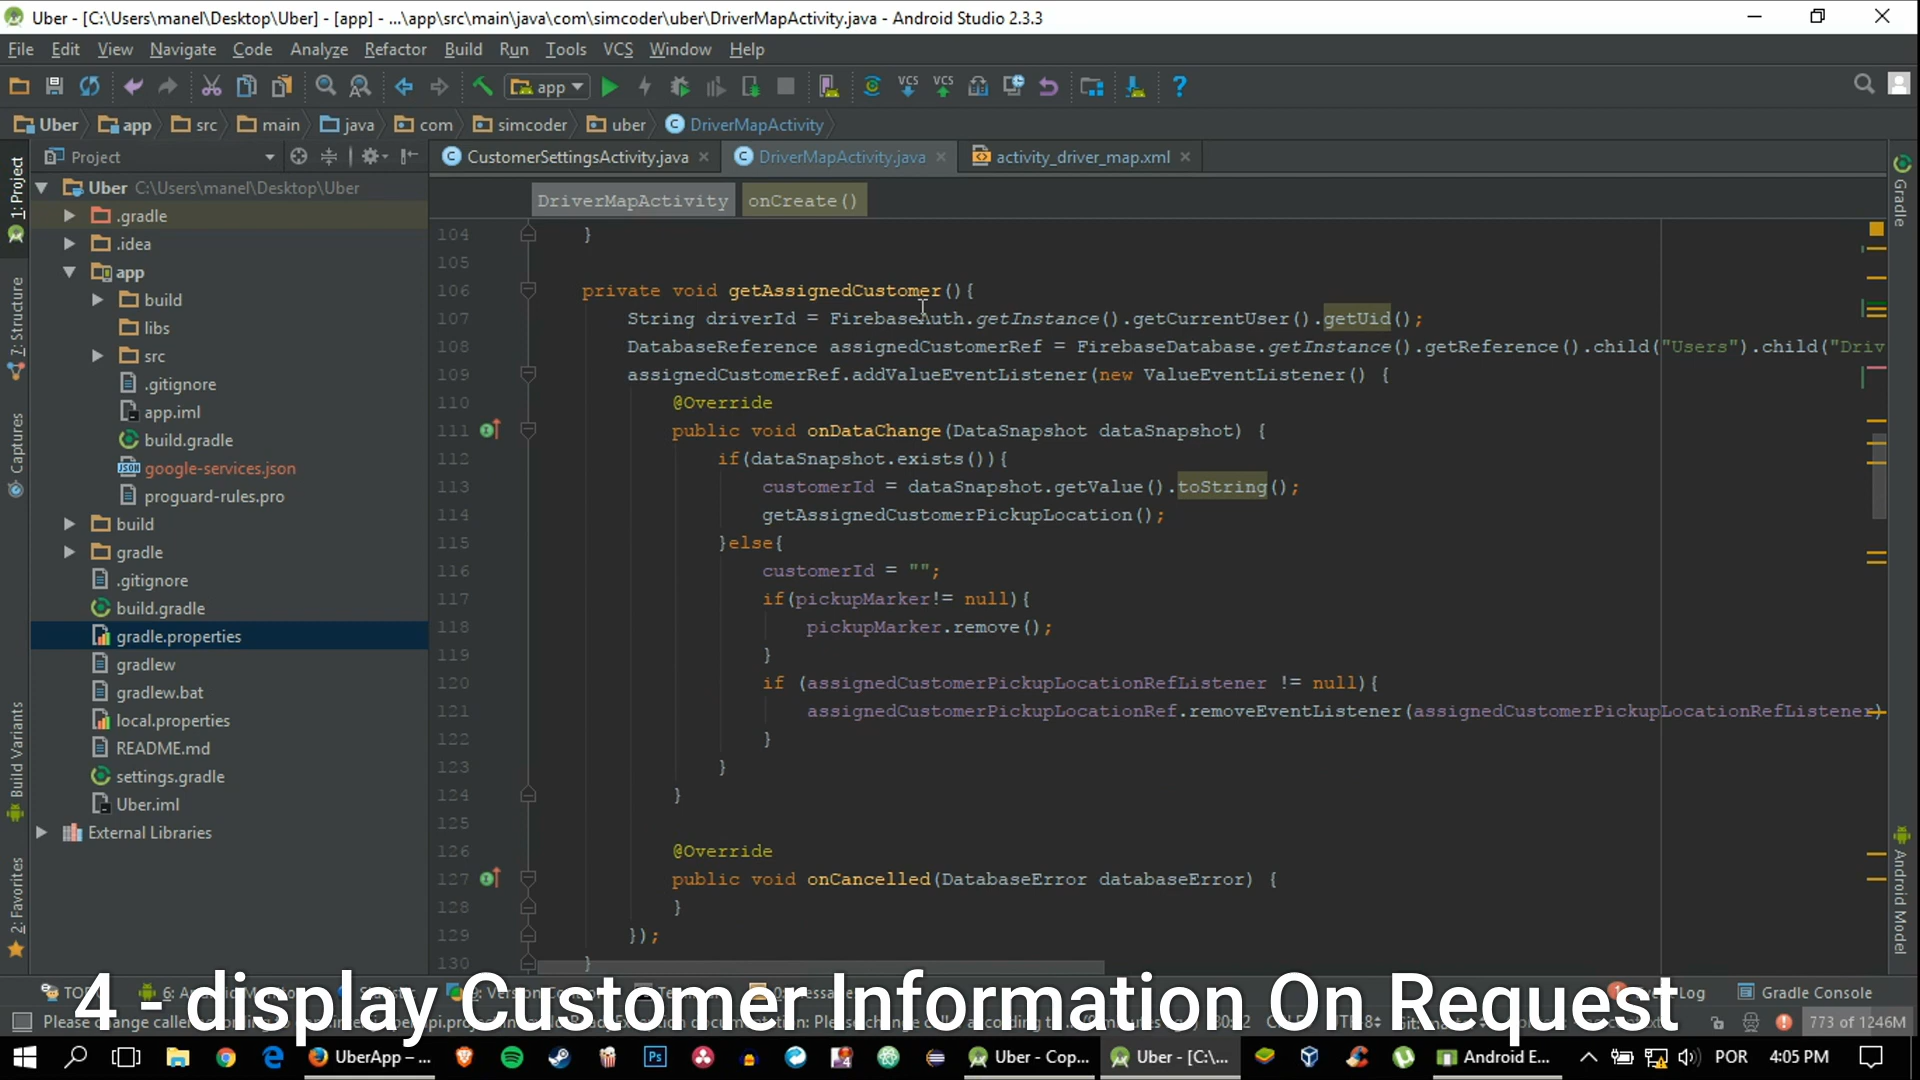 Uber - [C:\Users\manel\Desktop\Uber] - [app] - ...\app\src\main\java\com\simcoder\uber\DriverMapActivity.java - Android Studio 2.3.3
File Edit View Navigate Code Analyze Refactor Build Run Tools VCS Window Help
app VCS VCS
Uber app src main java com simcoder uber DriverMapActivity
Project
CustomerSettingsActivity.java DriverMapActivity.java activity_driver_map.xml
1: Project
7: Structure
Captures
Build Variants
2: Favorites
Uber C:\Users\manel\Desktop\Uber
.gradle
.idea
app
build
libs
src
.gitignore
app.iml
build.gradle
google-services.json
proguard-rules.pro
build
gradle
.gitignore
build.gradle
gradle.properties
gradlew
gradlew.bat
local.properties
README.md
settings.gradle
Uber.iml
External Libraries
DriverMapActivity onCreate()
104 }
105
106 private void getAssignedCustomer(){
107 String driverId = FirebaseAuth.getInstance().getCurrentUser().getUid();
108 DatabaseReference assignedCustomerRef = FirebaseDatabase.getInstance().getReference().child("Users").child("Driv
109 assignedCustomerRef.addValueEventListener(new ValueEventListener() {
110 @Override
111 public void onDataChange(DataSnapshot dataSnapshot) {
112 if(dataSnapshot.exists()){
113 customerId = dataSnapshot.getValue().toString();
114 getAssignedCustomerPickupLocation();
115 }else{
116 customerId = "";
117 if(pickupMarker!= null){
118 pickupMarker.remove();
119 }
120 if (assignedCustomerPickupLocationRefListener != null){
121 assignedCustomerPickupLocationRef.removeEventListener(assignedCustomerPickupLocationRefListener)
122 }
123 }
124 }
125
126 @Override
127 public void onCancelled(DatabaseError databaseError) {
128 }
129 });
130 }
Gradle
Android Model
4 - display Customer Information On Request
Log Gradle Console
Please change caller
773 of 1246M
UberApp – ... Ps Uber - Cop... Uber - [C:\... Android E... POR 4:05 PM